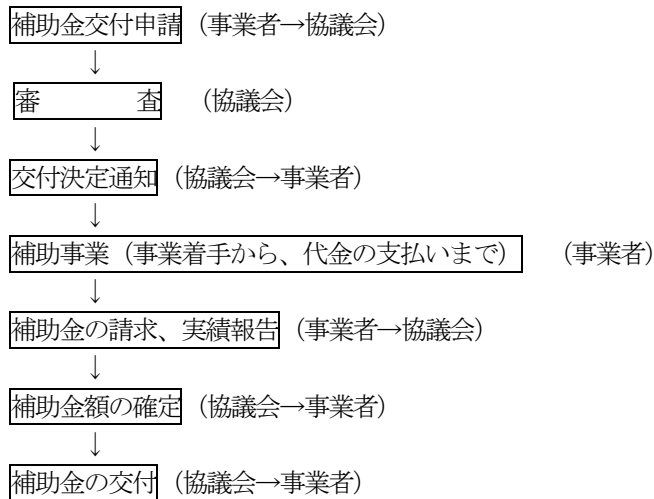 補助金交付申請（事業者→協議会）
↓
審　　　査　（協議会）
↓
交付決定通知（協議会→事業者）
↓
補助事業（事業着手から、代金の支払いまで）　（事業者）
↓
補助金の請求、実績報告（事業者→協議会）
↓
補助金額の確定（協議会→事業者）
↓
補助金の交付（協議会→事業者）